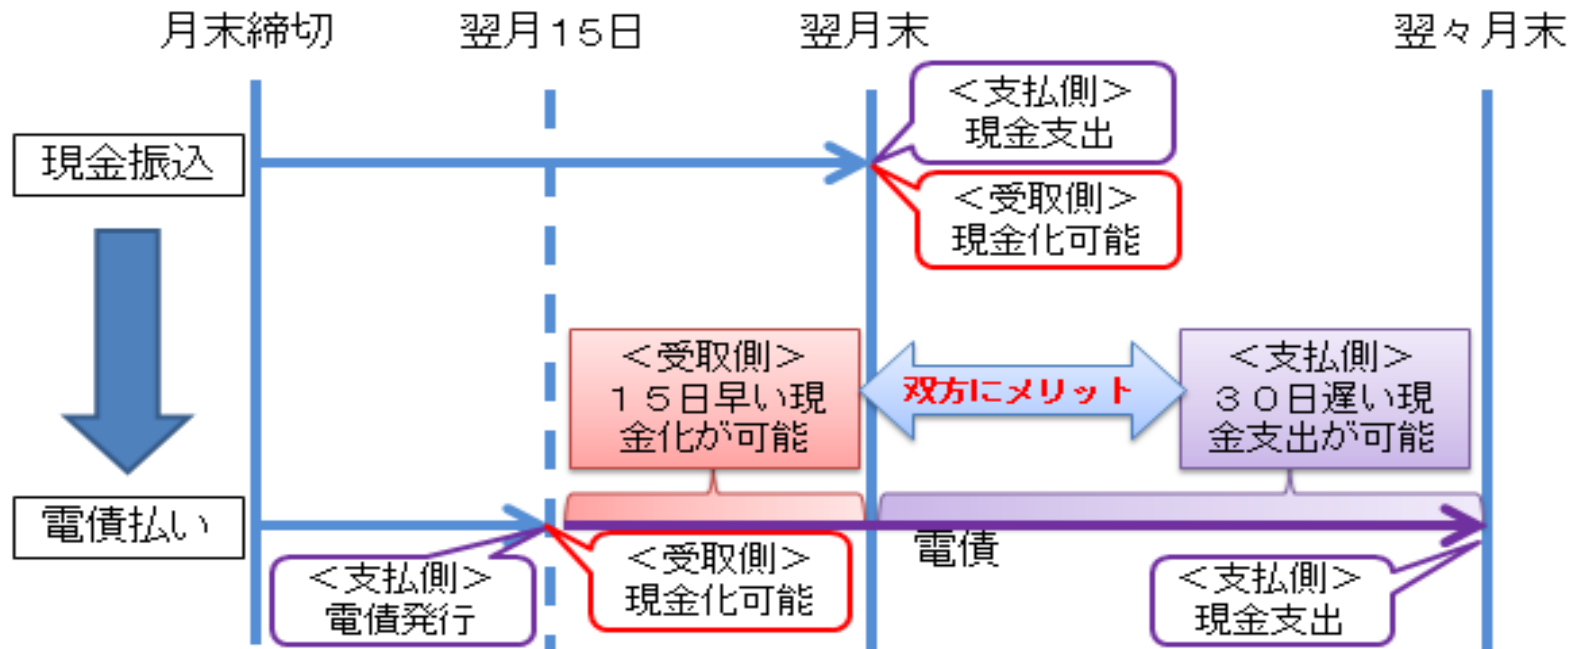 月末締切
翌月１５日
翌月末
翌々月末
＜支払側＞
現金支出
現金振込
＜受取側＞
現金化可能
＜受取側＞
１５日早い現
金化が可能
双方にメリット
＜支払側＞
３０日遅い現
金支出が可能
電債払い
電債
＜支払側＞
電債発行
＜受取側＞
現金化可能
＜支払側＞
現金支出